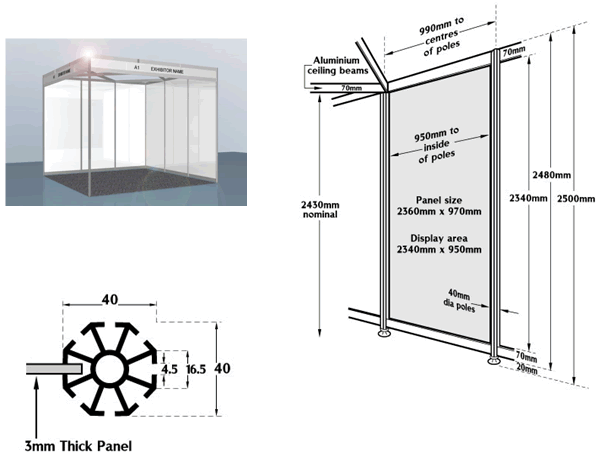 A1 EXHIBITOR NAME
990mm to
centres
of poles
70mm
Aluminium
ceiling beams
70mm
950mm to
inside
of poles
2430mm
nominal
Panel size
2360mm x 970mm
Display area
2340mm x 950mm
2340mm
2480mm
2500mm
40mm
dia poles
70mm
20mm
40
4.5
16.5
40
3mm Thick Panel